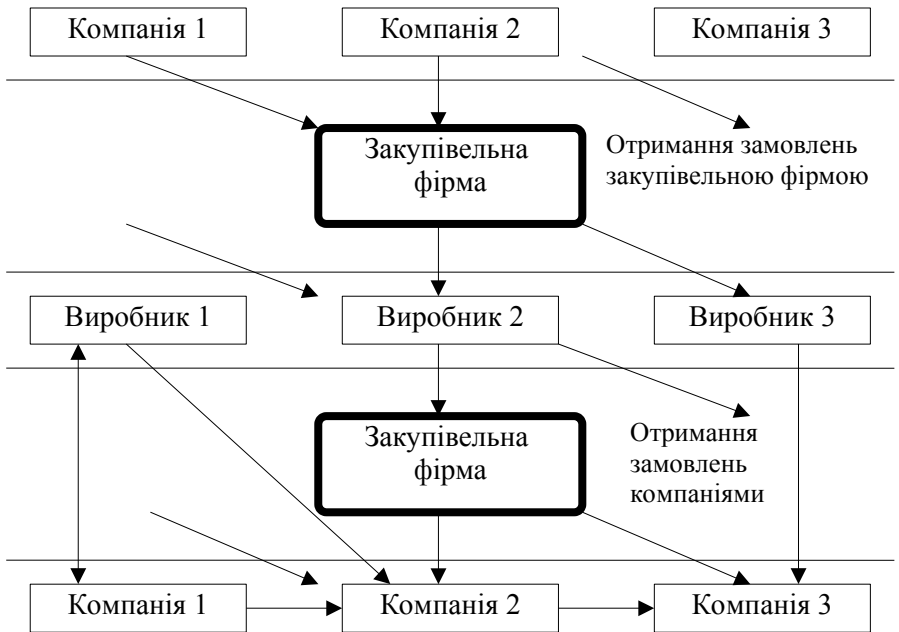 Компанія 1
Компанія 2
Компанія 3
Закупівельна
фірма
Отримання замовлень
закупівельною фірмою
Виробник 1
Виробник 2
Виробник 3
Закупівельна
фірма
Отримання
замовлень
компаніями
Компанія 1
Компанія 2
Компанія 3